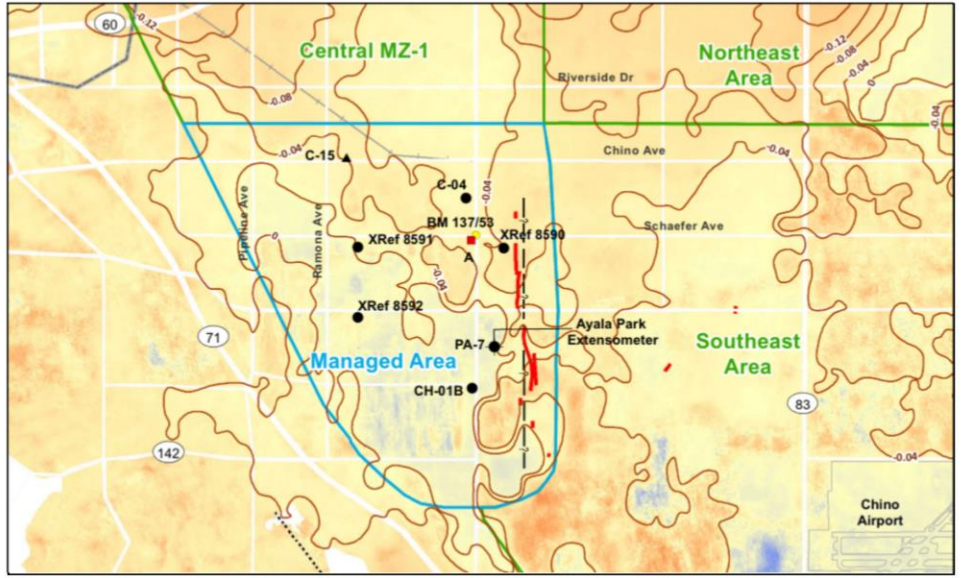 60
-0.12
Central MZ-1
Northeast
Area
-0.12
-0.08
-0.04
0
Riverside Dr
-0.08
-0.04
-0.04
C-15
Chino Ave
-0.04
C-04
-0.04
Pipeline Ave
Ramona Ave
BM 137/53
Schaefer Ave
0
XRef 8591
XRef 8590
A
?
-0.04
XRef 8592
?
Ayala Park
Extensometer
71
PA-7
Southeast
Area
Managed Area
?
CH-01B
83
142
?
-0.04
Chino
Airport